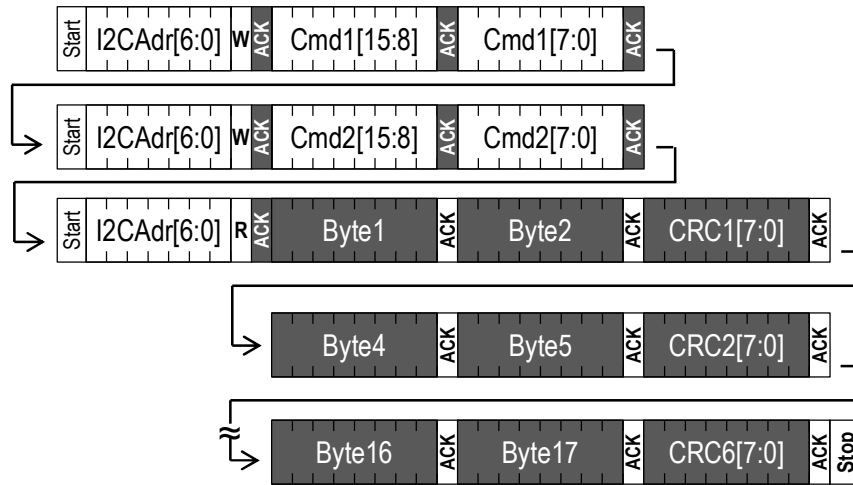 Start I2CAdr[6:0] W ACK Cmd1[15:8] ACK Cmd1[7:0] ACK
Start I2CAdr[6:0] W ACK Cmd2[15:8] ACK Cmd2[7:0] ACK
Start I2CAdr[6:0] R ACK Byte1 ACK Byte2 ACK CRC1[7:0] ACK
Byte4 ACK Byte5 ACK CRC2[7:0] ACK
≈ Byte16 ACK Byte17 ACK CRC6[7:0] ACK Stop